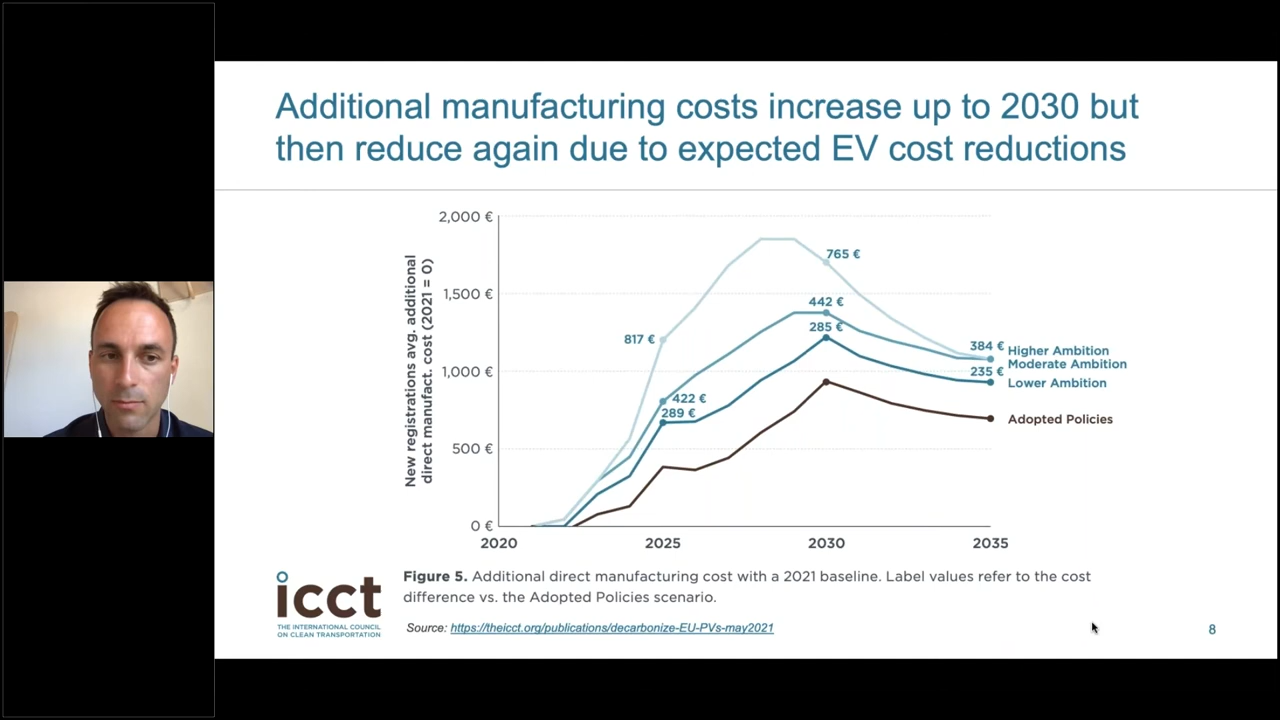 Additional manufacturing costs increase up to 2030 but
then reduce again due to expected EV cost reductions
New registrations avg. additional
direct manufact. cost (2021 = 0)
2,000 €
1,500 €
1,000 €
500 €
0 €
2020
2025
2030
2035
817 €
422 €
289 €
765 €
442 €
285 €
384 €
235 €
Higher Ambition
Moderate Ambition
Lower Ambition
Adopted Policies
Figure 5. Additional direct manufacturing cost with a 2021 baseline. Label values refer to the cost
difference vs. the Adopted Policies scenario.
icct
THE INTERNATIONAL COUNCIL
ON CLEAN TRANSPORTATION
Source: https://theicct.org/publications/decarbonize-EU-PVs-may2021
8